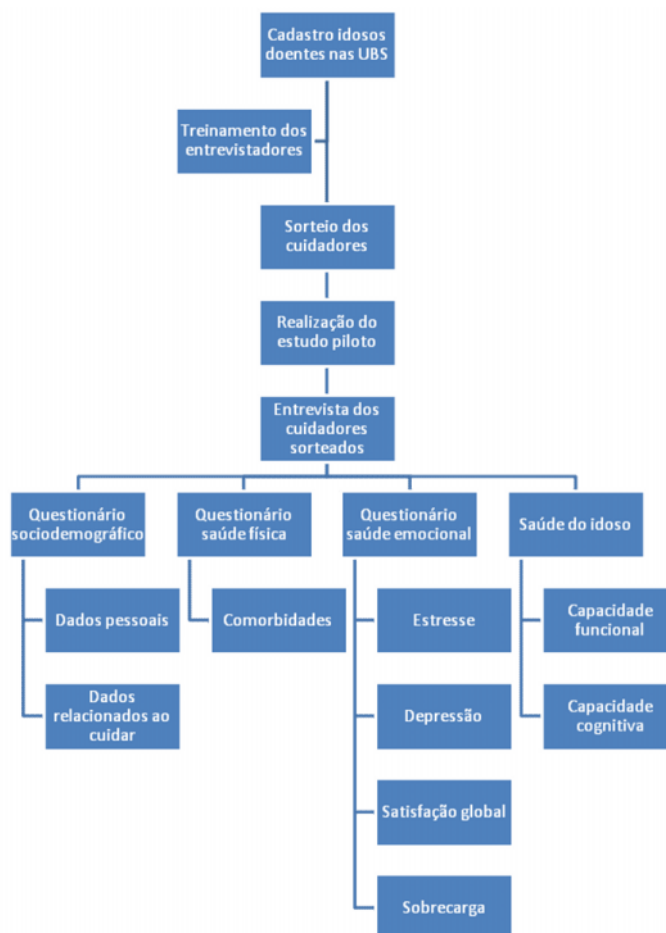 Cadastro idosos
doentes nas UBS
Treinamento dos
entrevistadores
Sorteio dos
cuidadores
Realização do
estudo piloto
Entrevista dos
cuidadores
sorteados
Questionário
sociodemográfico
Questionário
saúde física
Questionário
saúde emocional
Saúde do idoso
Dados pessoais
Dados
relacionados ao
cuidar
Comorbidades
Estresse
Depressão
Satisfação global
Sobrecarga
Capacidade
funcional
Capacidade
cognitiva